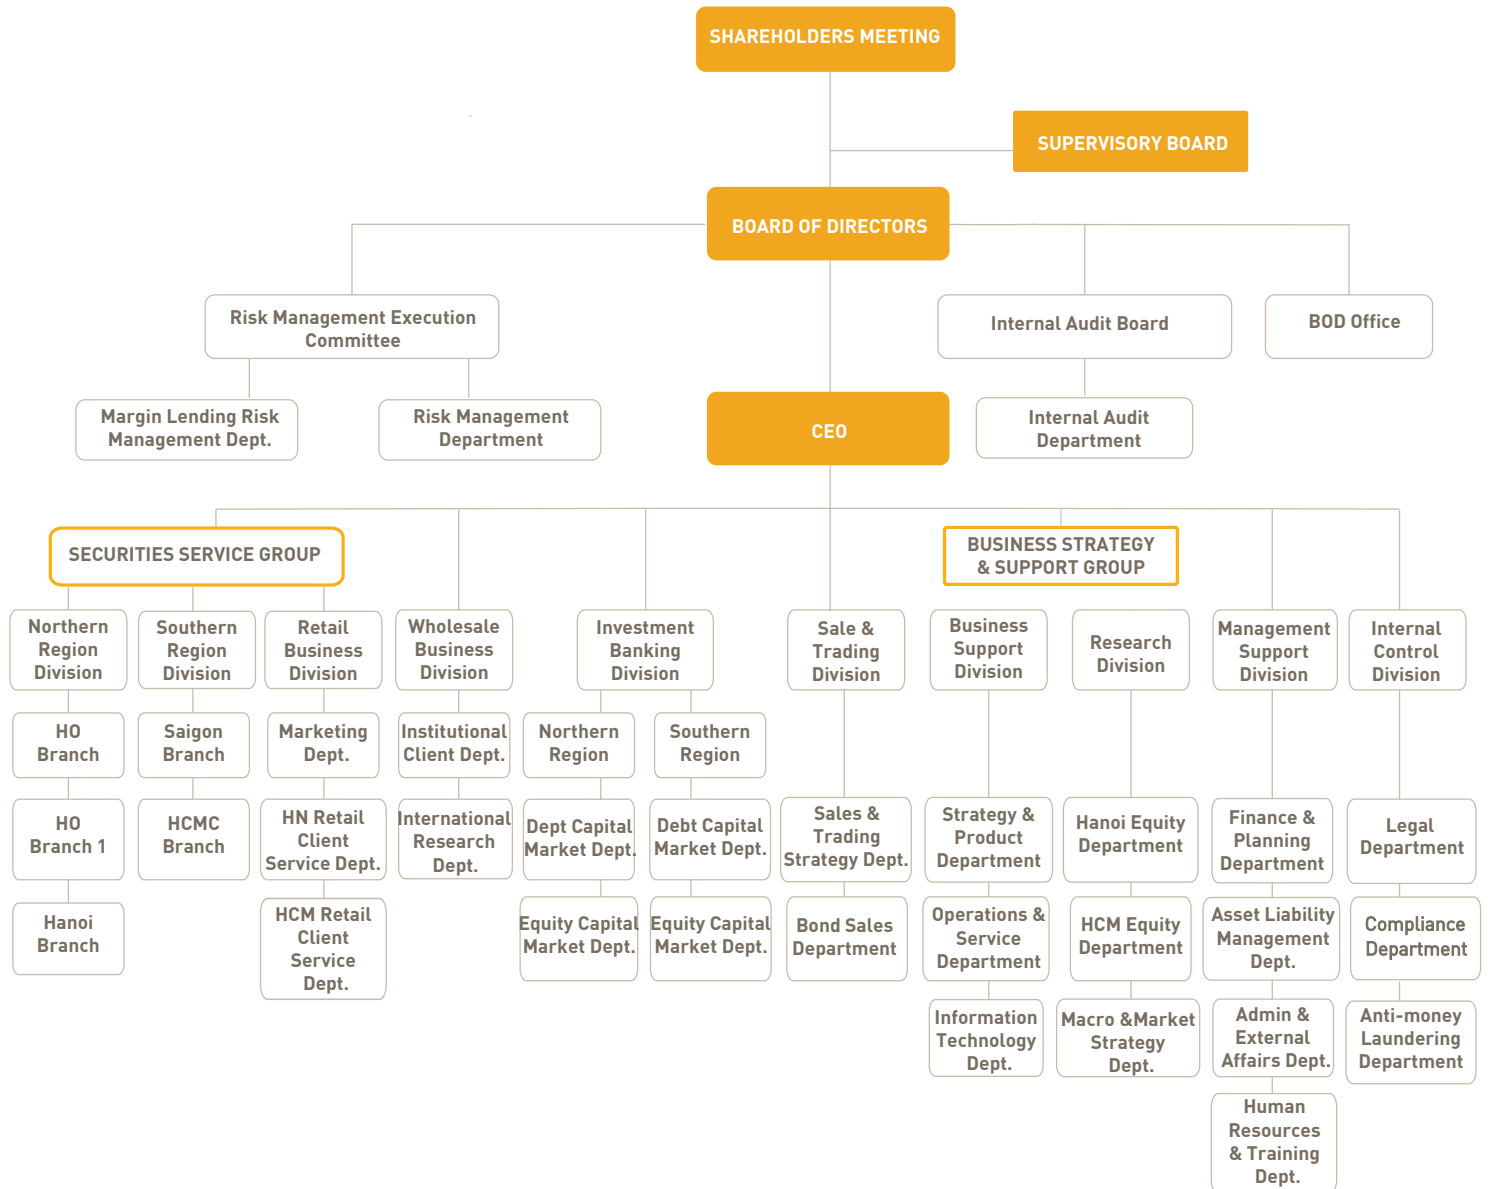 SHAREHOLDERS MEETING
SUPERVISORY BOARD
BOARD OF DIRECTORS
Risk Management Execution
Committee
Internal Audit Board
BOD Office
Margin Lending Risk
Management Dept.
Risk Management
Department
CEO
Internal Audit
Department
SECURITIES SERVICE GROUP
BUSINESS STRATEGY
& SUPPORT GROUP
Northern
Region
Division
Southern
Region
Division
Retail
Business
Division
Wholesale
Business
Division
Investment
Banking
Division
Sale &
Trading
Division
Business
Support
Division
Research
Division
Management
Support
Division
Internal
Control
Division
HO
Branch
Saigon
Branch
Marketing
Dept.
Institutional
Client Dept.
Northern
Region
Southern
Region
HO
Branch 1
HCMC
Branch
HN Retail
Client
Service Dept.
International
Research
Dept.
Dept Capital
Market Dept.
Debt Capital
Market Dept.
Sales &
Trading
Strategy Dept.
Strategy &
Product
Department
Hanoi Equity
Department
Finance &
Planning
Department
Legal
Department
Hanoi
Branch
HCM Retail
Client
Service
Dept.
Equity Capital
Market Dept.
Equity Capital
Market Dept.
Bond Sales
Department
Operations &
Service
Department
HCM Equity
Department
Asset Liability
Management
Dept.
Compliance
Department
Information
Technology
Dept.
Macro &Market
Strategy
Dept.
Admin &
External
Affairs Dept.
Anti-money
Laundering
Department
Human
Resources
& Training
Dept.